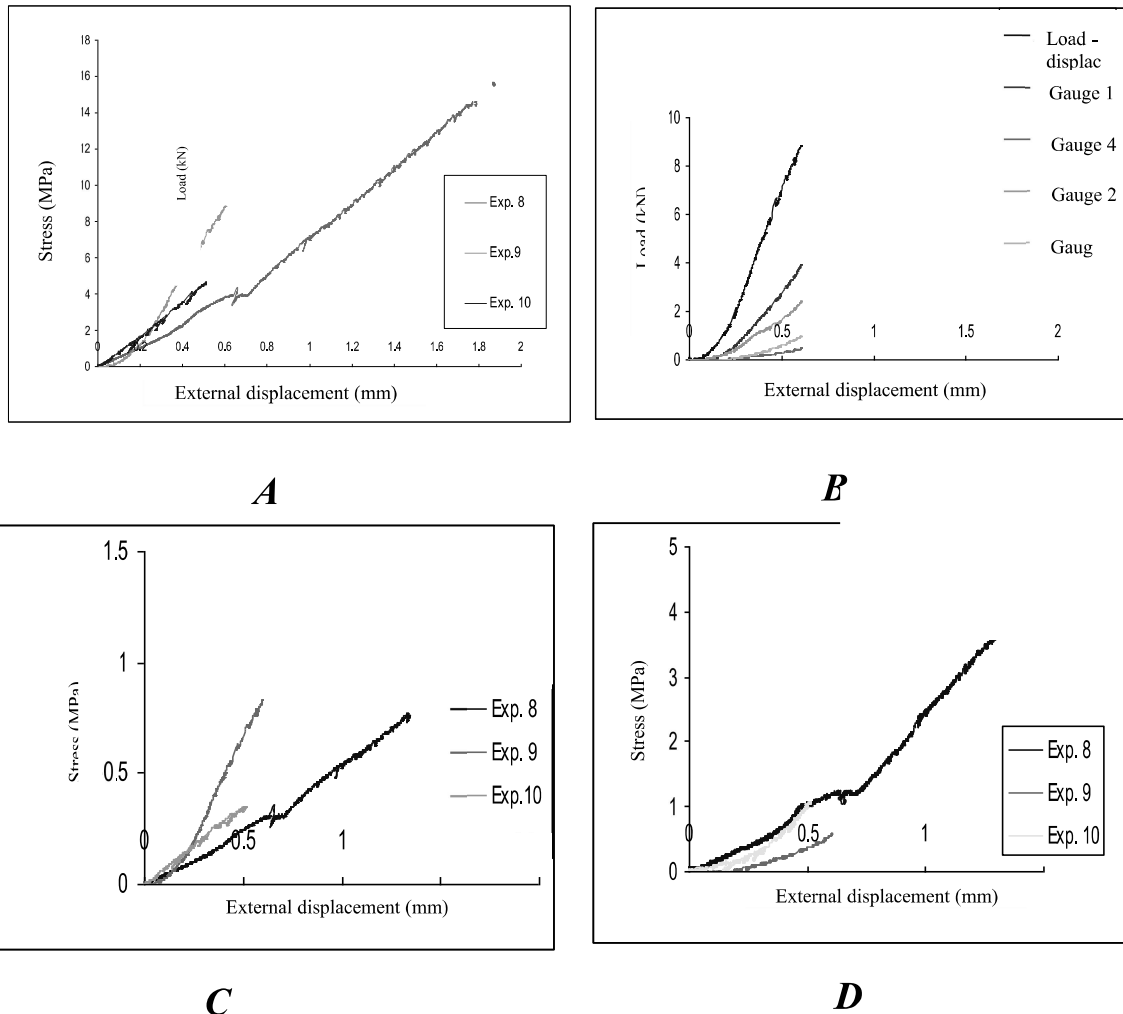 18
16
14
12
10
8
6
4
2
0
Stress (MPa)
Load (kN)
0 0.2 0.4 0.6 0.8 1 1.2 1.4 1.6 1.8 2
External displacement (mm)
Exp. 8
Exp.9
Exp. 10
A
Load -
displac
Gauge 1
Gauge 4
Gauge 2
Gaug
10
8
6
4
2
0
Load (kN)
0 0.5 1 1.5 2
External displacement (mm)
B
1.5
1
0.5
0
Stress (MPa)
0 0.5 1
External displacement (mm)
Exp. 8
Exp. 9
Exp.10
C
5
4
3
2
1
0
Stress (MPa)
0 0.5 1
External displacement (mm)
Exp. 8
Exp. 9
Exp. 10
D